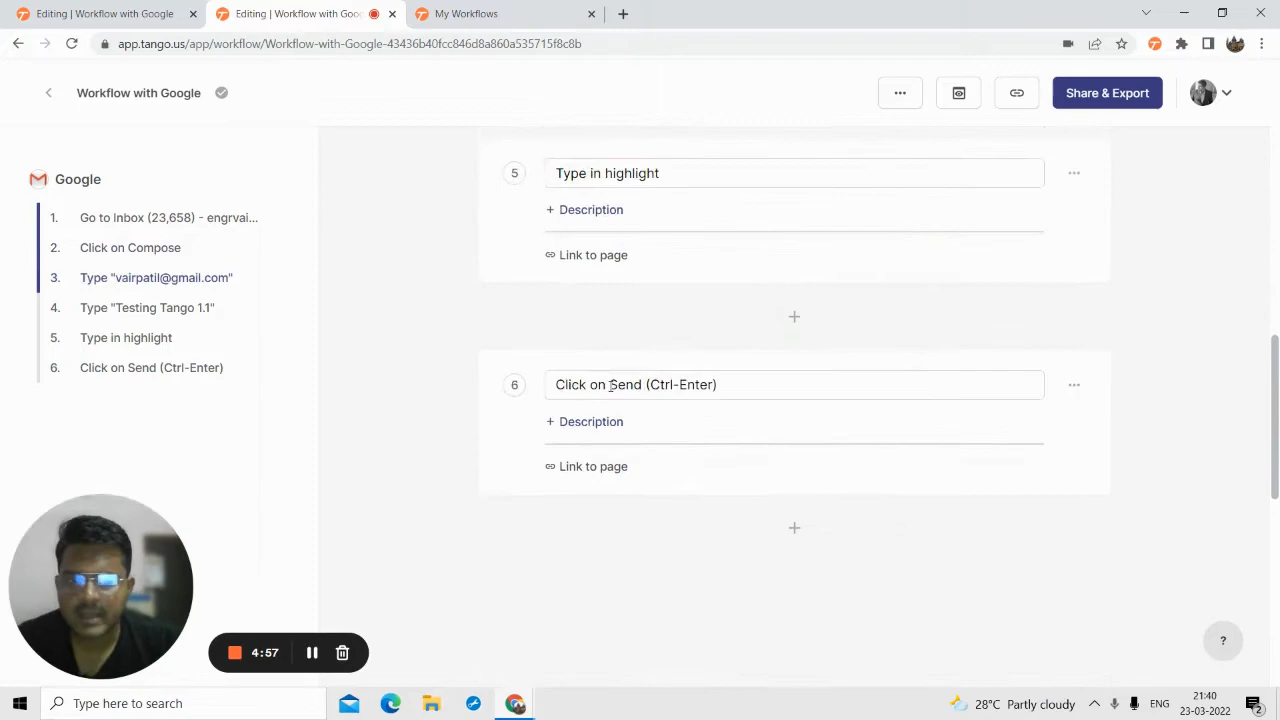 Editing | Workflow with Google
Editing | Workflow with Goo
My Workflows
app.tango.us/app/workflow/Workflow-with-Google-43436b40fce46d8a860a535715f8c8b
Workflow with Google
Share & Export
Google
1. Go to Inbox (23,658) - engrvai...
2. Click on Compose
3. Type "vairpatil@gmail.com"
4. Type "Testing Tango 1.1"
5. Type in highlight
6. Click on Send (Ctrl-Enter)
5
Type in highlight
+ Description
Link to page
+
6
Click on Send (Ctrl-Enter)
+ Description
Link to page
+
4:57
?
Type here to search
28°C Partly cloudy
ENG
21:40
23-03-2022
2